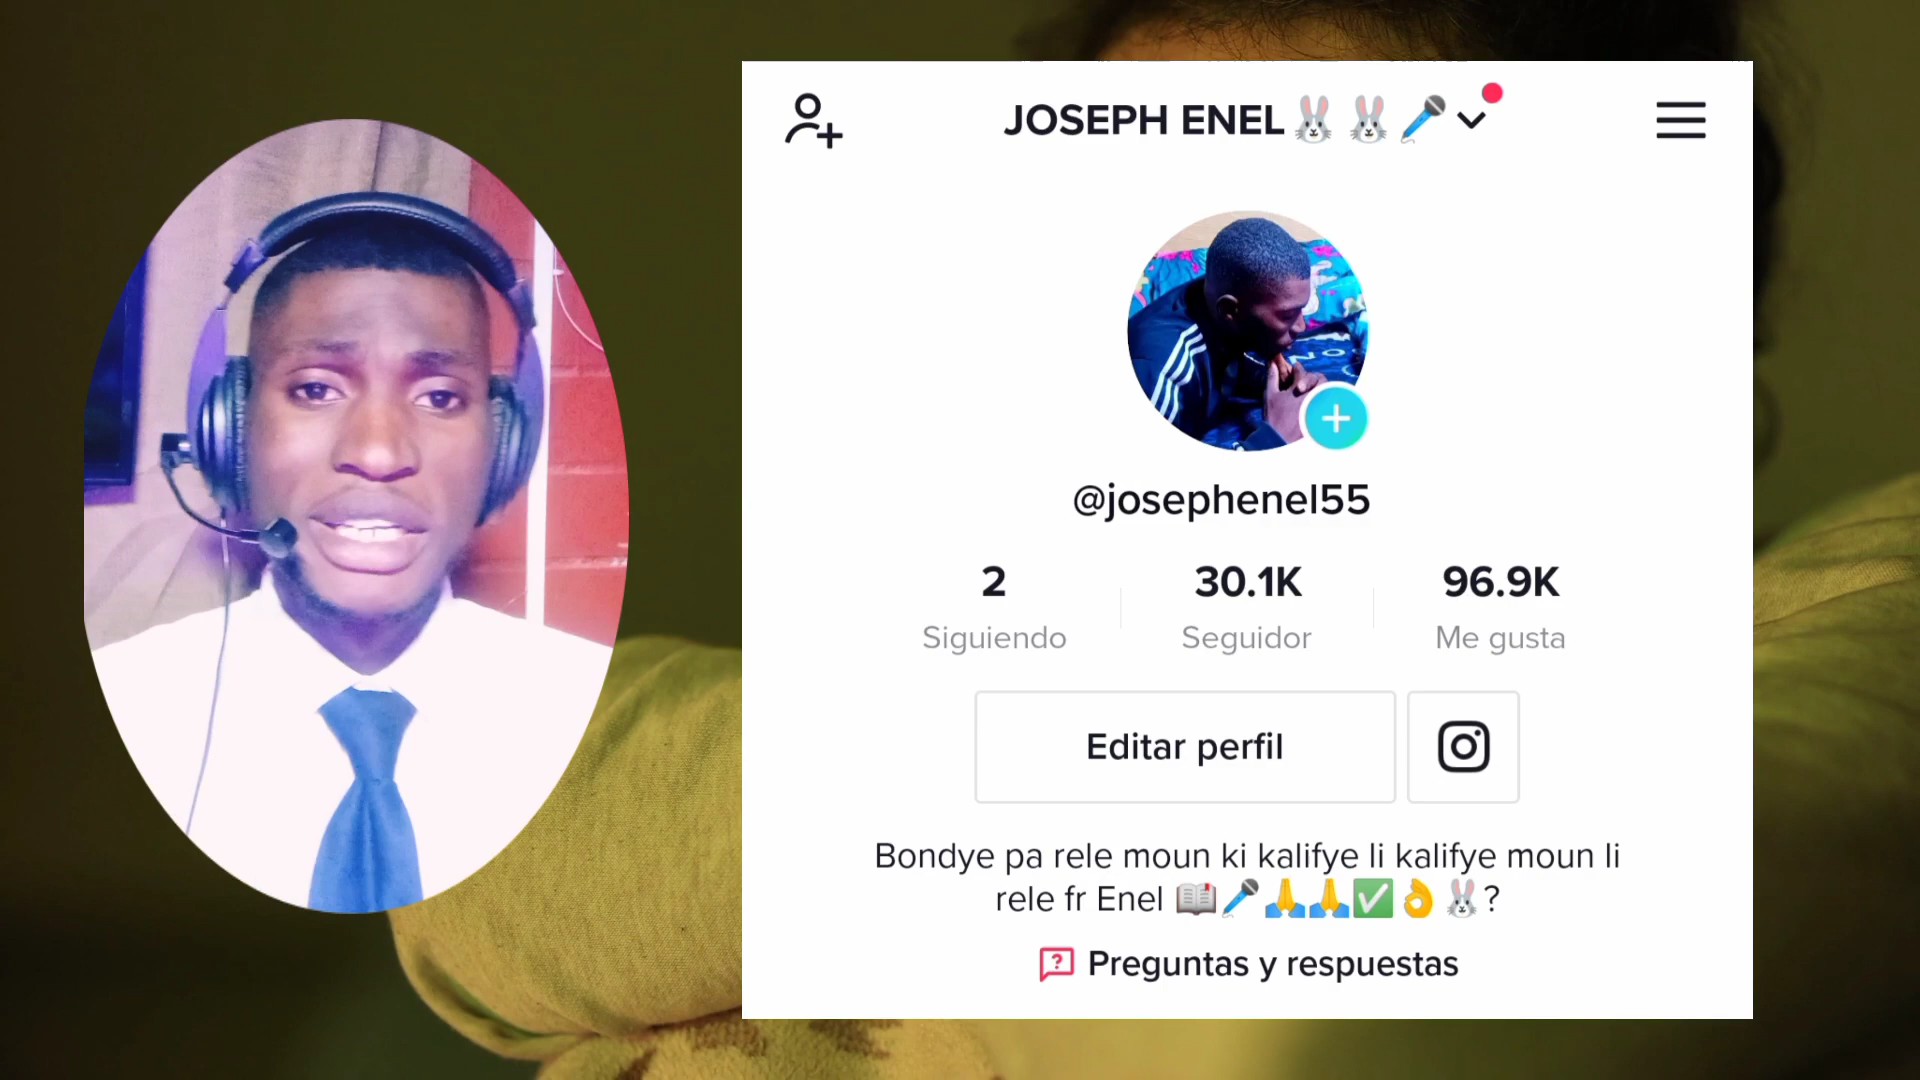 JOSEPH ENEL🐰 🐰 🎤
@josephenel55
2 30.1K 96.9K
Siguiendo Seguidor Me gusta
Editar perfil
Bondye pa rele moun ki kalifye li kalifye moun li
rele fr Enel 📖🎤🙏🙏✅👌🐰?
Preguntas y respuestas